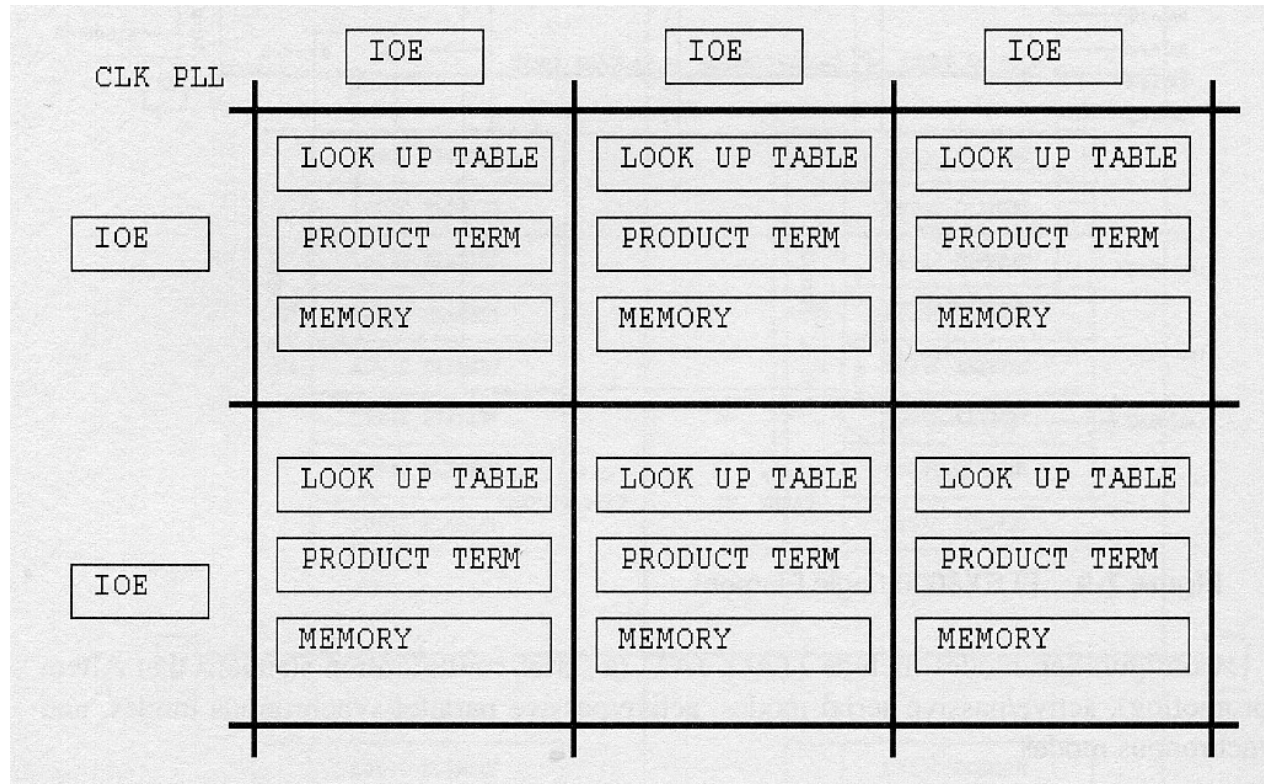 IOE IOE IOE
CLK PLL
LOOK UP TABLE LOOK UP TABLE LOOK UP TABLE
IOE PRODUCT TERM PRODUCT TERM PRODUCT TERM
MEMORY MEMORY MEMORY
LOOK UP TABLE LOOK UP TABLE LOOK UP TABLE
PRODUCT TERM PRODUCT TERM PRODUCT TERM
IOE
MEMORY MEMORY MEMORY